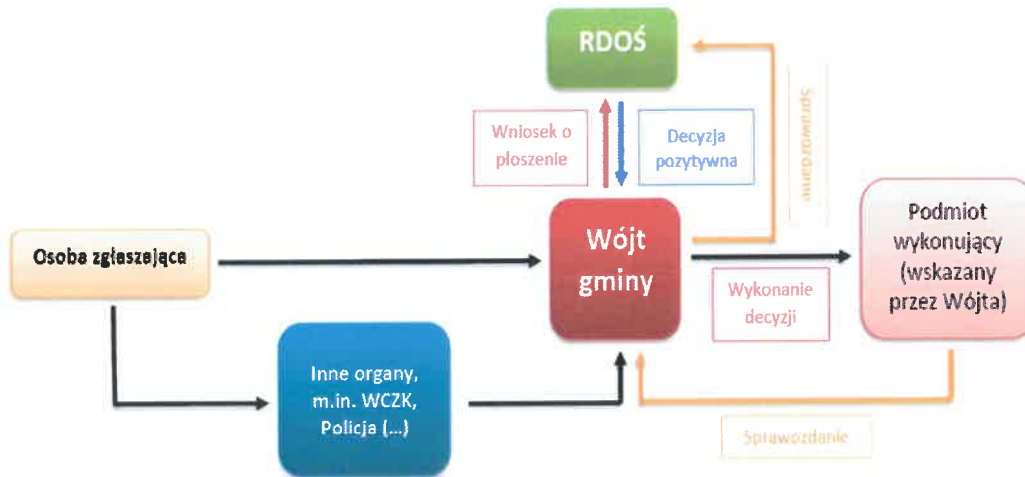 RDOŚ
Wniosek o
płoszenie
Decyzja
pozytywna
Sprawozdanie
Osoba zgłaszająca
Wójt
gminy
Podmiot
wykonujący
(wskazany
przez Wójta)
Wykonanie
decyzji
Inne organy,
m.in. WCZK,
Policja (...)
Sprawozdanie